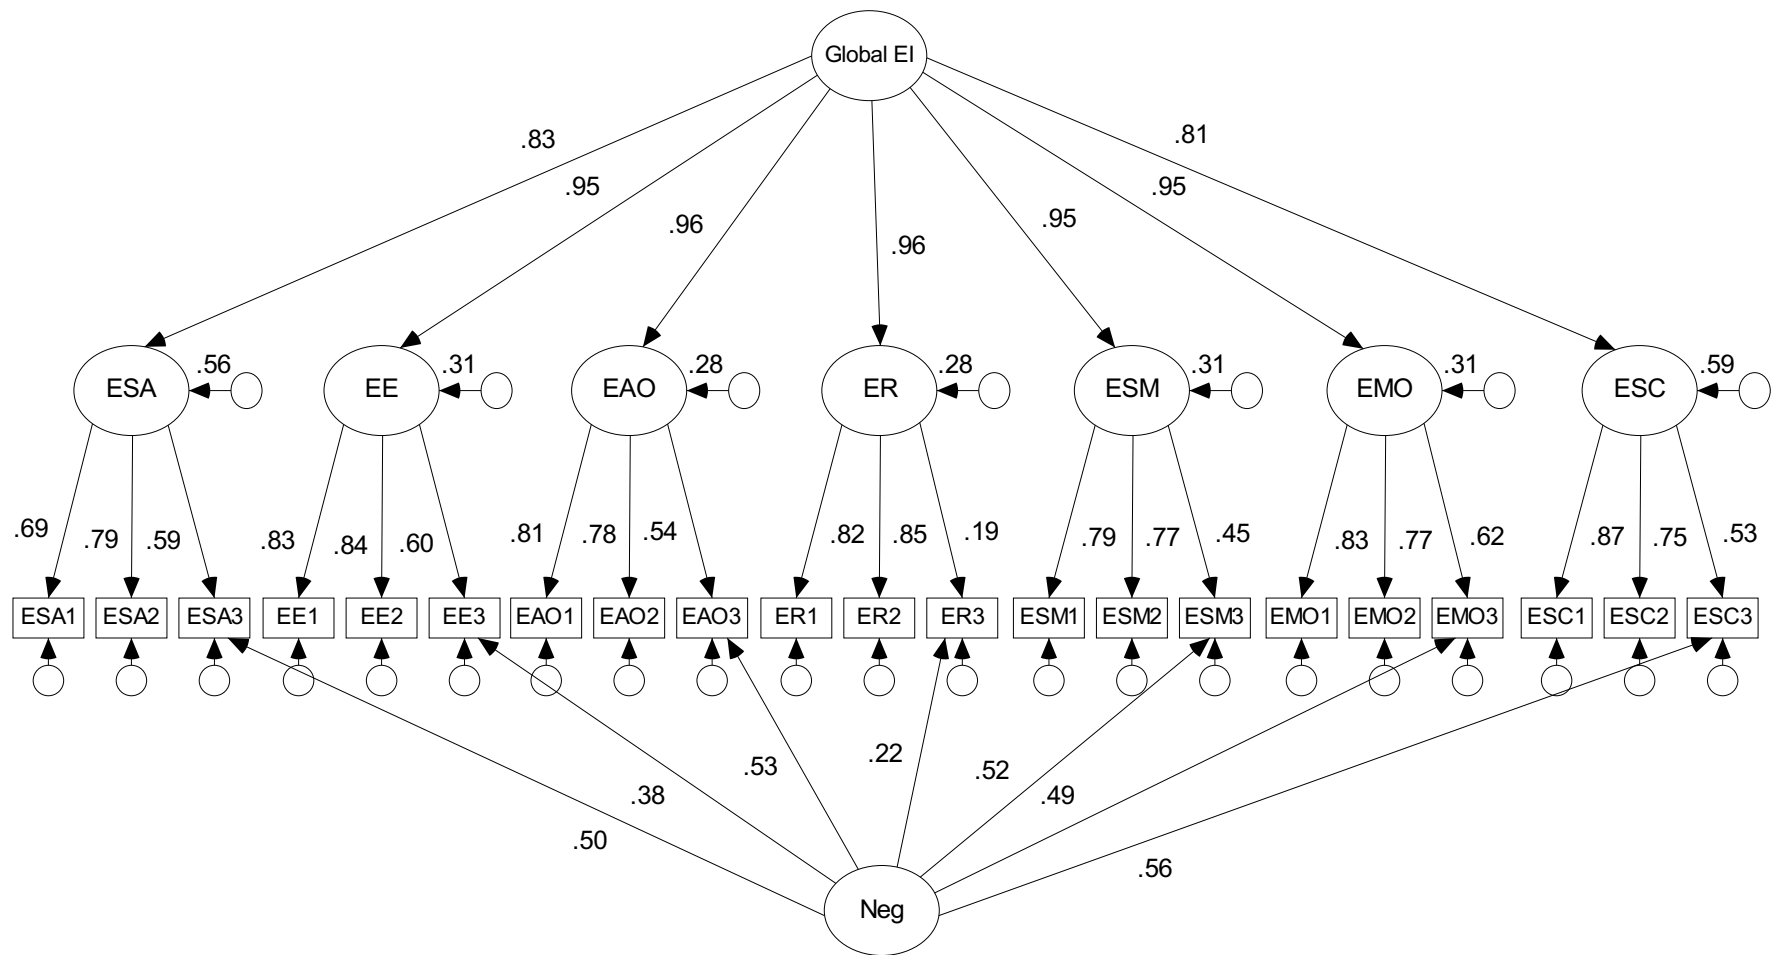 Global EI
.83
.95
.96
.96
.95
.95
.81
.56
.31
.28
.28
.31
.31
.59
ESA
EE
EAO
ER
ESM
EMO
ESC
.69
.79
.59
.83
.84
.60
.81
.78
.54
.82
.85
.19
.79
.77
.45
.83
.77
.62
.87
.75
.53
ESA1
ESA2
ESA3
EE1
EE2
EE3
EAO1
EAO2
EAO3
ER1
ER2
ER3
ESM1
ESM2
ESM3
EMO1
EMO2
EMO3
ESC1
ESC2
ESC3
.50
.38
.53
.22
.52
.49
.56
Neg